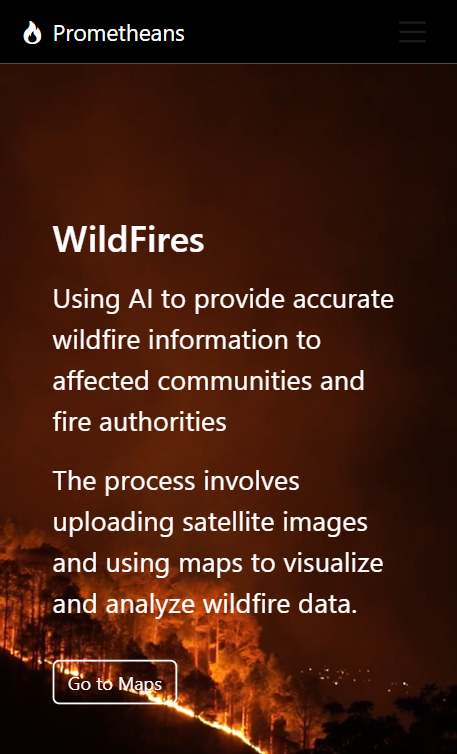 Prometheans
WildFires
Using AI to provide accurate
wildfire information to
affected communities and
fire authorities
The process involves
uploading satellite images
and using maps to visualize
and analyze wildfire data.
Go to Maps